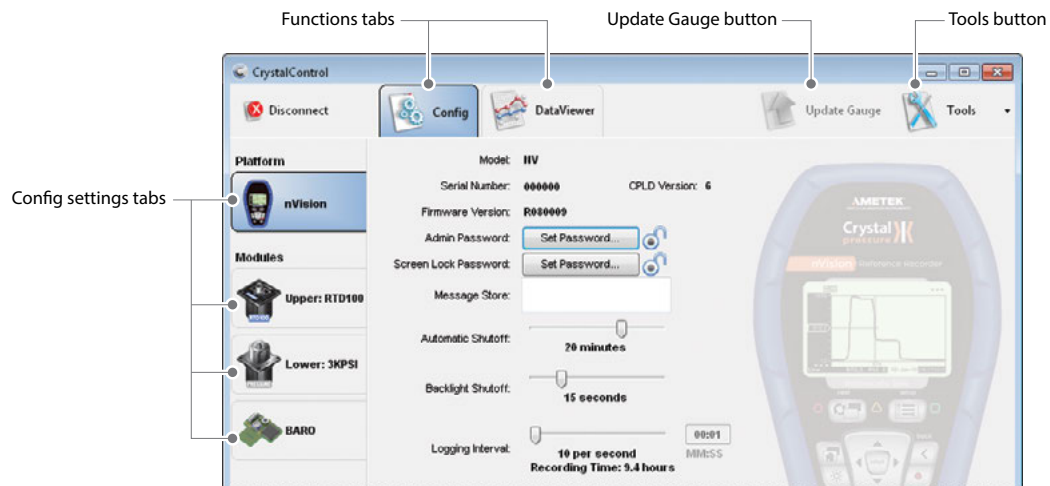 Functions tabs
Update Gauge button
Tools button
CrystalControl
Disconnect
Config
DataViewer
Update Gauge
Tools
Config settings tabs
Platform
nVision
Modules
Upper: RTD100
RTD100
Lower: 3KPSI
PRESSURE
BARO
Model: NV
Serial Number: 000000 CPLD Version: 6
Firmware Version: R080009
Admin Password: Set Password...
Screen Lock Password: Set Password...
Message Store:
Automatic Shutoff:
20 minutes
Backlight Shutoff:
15 seconds
Logging Interval:
00:01
10 per second MM:SS
Recording Time: 9.4 hours
AMETEK
Crystal
pressure
nVision Reference Recorder